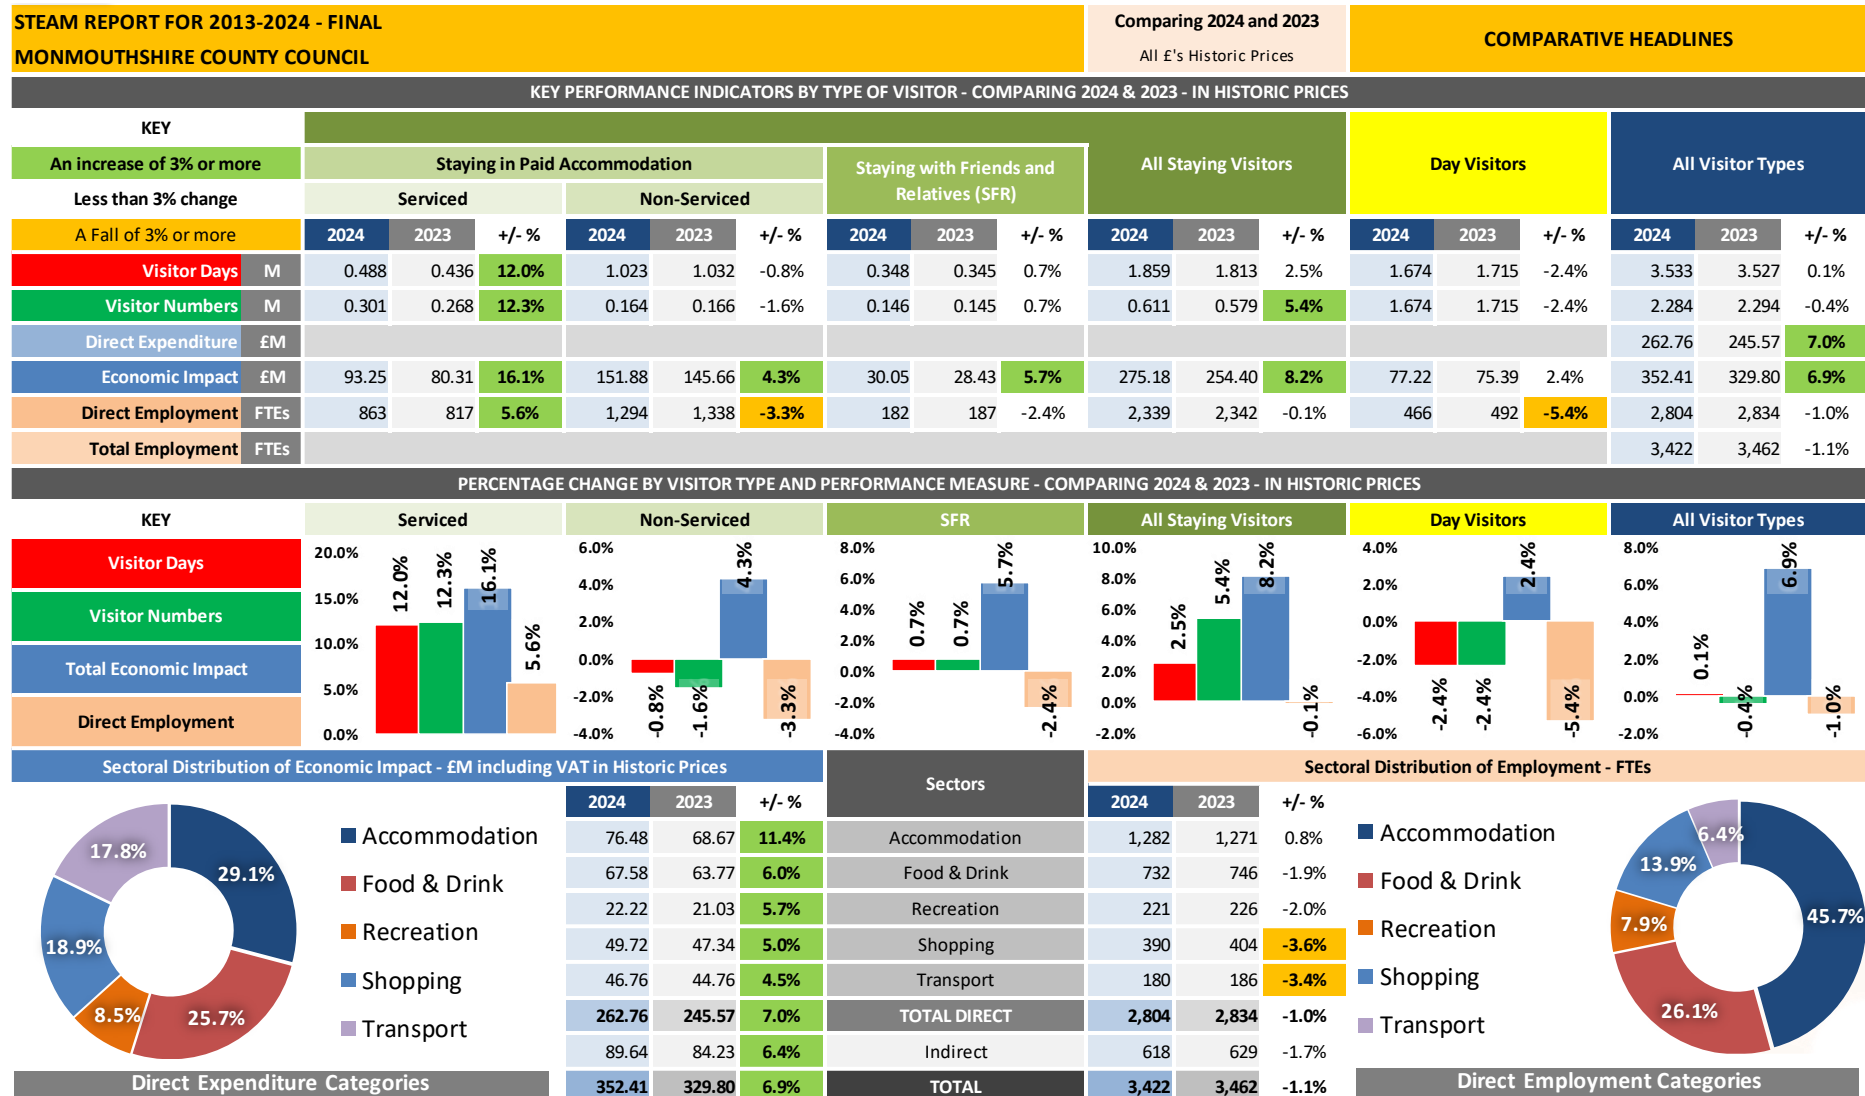 STEAM REPORT FOR 2013-2024 - FINAL
MONMOUTHSHIRE COUNTY COUNCIL
Comparing 2024 and 2023
All £'s Historic Prices
COMPARATIVE HEADLINES
KEY PERFORMANCE INDICATORS BY TYPE OF VISITOR - COMPARING 2024 & 2023 - IN HISTORIC PRICES
KEY
An increase of 3% or more
Less than 3% change
A Fall of 3% or more
Staying in Paid Accommodation
Serviced Non-Serviced
Staying with Friends and
Relatives (SFR)
All Staying Visitors
Day Visitors
All Visitor Types
2024 2023 +/- % 2024 2023 +/- % 2024 2023 +/- % 2024 2023 +/- % 2024 2023 +/- % 2024 2023 +/- %
Visitor Days M 0.488 0.436 12.0% 1.023 1.032 -0.8% 0.348 0.345 0.7% 1.859 1.813 2.5% 1.674 1.715 -2.4% 3.533 3.527 0.1%
Visitor Numbers M 0.301 0.268 12.3% 0.164 0.166 -1.6% 0.146 0.145 0.7% 0.611 0.579 5.4% 1.674 1.715 -2.4% 2.284 2.294 -0.4%
Direct Expenditure £M 262.76 245.57 7.0%
Economic Impact £M 93.25 80.31 16.1% 151.88 145.66 4.3% 30.05 28.43 5.7% 275.18 254.40 8.2% 77.22 75.39 2.4% 352.41 329.80 6.9%
Direct Employment FTEs 863 817 5.6% 1,294 1,338 -3.3% 182 187 -2.4% 2,339 2,342 -0.1% 466 492 -5.4% 2,804 2,834 -1.0%
Total Employment FTEs 3,422 3,462 -1.1%
PERCENTAGE CHANGE BY VISITOR TYPE AND PERFORMANCE MEASURE - COMPARING 2024 & 2023 - IN HISTORIC PRICES
KEY
Visitor Days
Visitor Numbers
Total Economic Impact
Direct Employment
Serviced
20.0%
15.0%
10.0%
5.0%
0.0%
12.0% 12.3% 16.1% 5.6%
Non-Serviced
6.0%
4.0%
2.0%
0.0%
-2.0%
-4.0%
-0.8% -1.6% 4.3% -3.3%
SFR
8.0%
6.0%
4.0%
2.0%
0.0%
-2.0%
-4.0%
0.7% 0.7% 5.7% -2.4%
All Staying Visitors
10.0%
8.0%
6.0%
4.0%
2.0%
0.0%
-2.0%
2.5% 5.4% 8.2% -0.1%
Day Visitors
4.0%
2.0%
0.0%
-2.0%
-4.0%
-6.0%
-2.4% -2.4% 2.4% -5.4%
All Visitor Types
8.0%
6.0%
4.0%
2.0%
0.0%
-2.0%
0.1% -0.4% 6.9% -1.0%
Sectoral Distribution of Economic Impact - £M including VAT in Historic Prices
Sectors
Sectoral Distribution of Employment - FTEs
17.8%
29.1%
18.9%
8.5%
25.7%
Accommodation
Food & Drink
Recreation
Shopping
Transport
Direct Expenditure Categories
2024 2023 +/- % 2024 2023 +/- %
76.48 68.67 11.4% Accommodation 1,282 1,271 0.8%
67.58 63.77 6.0% Food & Drink 732 746 -1.9%
22.22 21.03 5.7% Recreation 221 226 -2.0%
49.72 47.34 5.0% Shopping 390 404 -3.6%
46.76 44.76 4.5% Transport 180 186 -3.4%
262.76 245.57 7.0% TOTAL DIRECT 2,804 2,834 -1.0%
89.64 84.23 6.4% Indirect 618 629 -1.7%
352.41 329.80 6.9% TOTAL 3,422 3,462 -1.1%
Accommodation
Food & Drink
Recreation
Shopping
Transport
6.4%
13.9%
7.9%
45.7%
26.1%
Direct Employment Categories